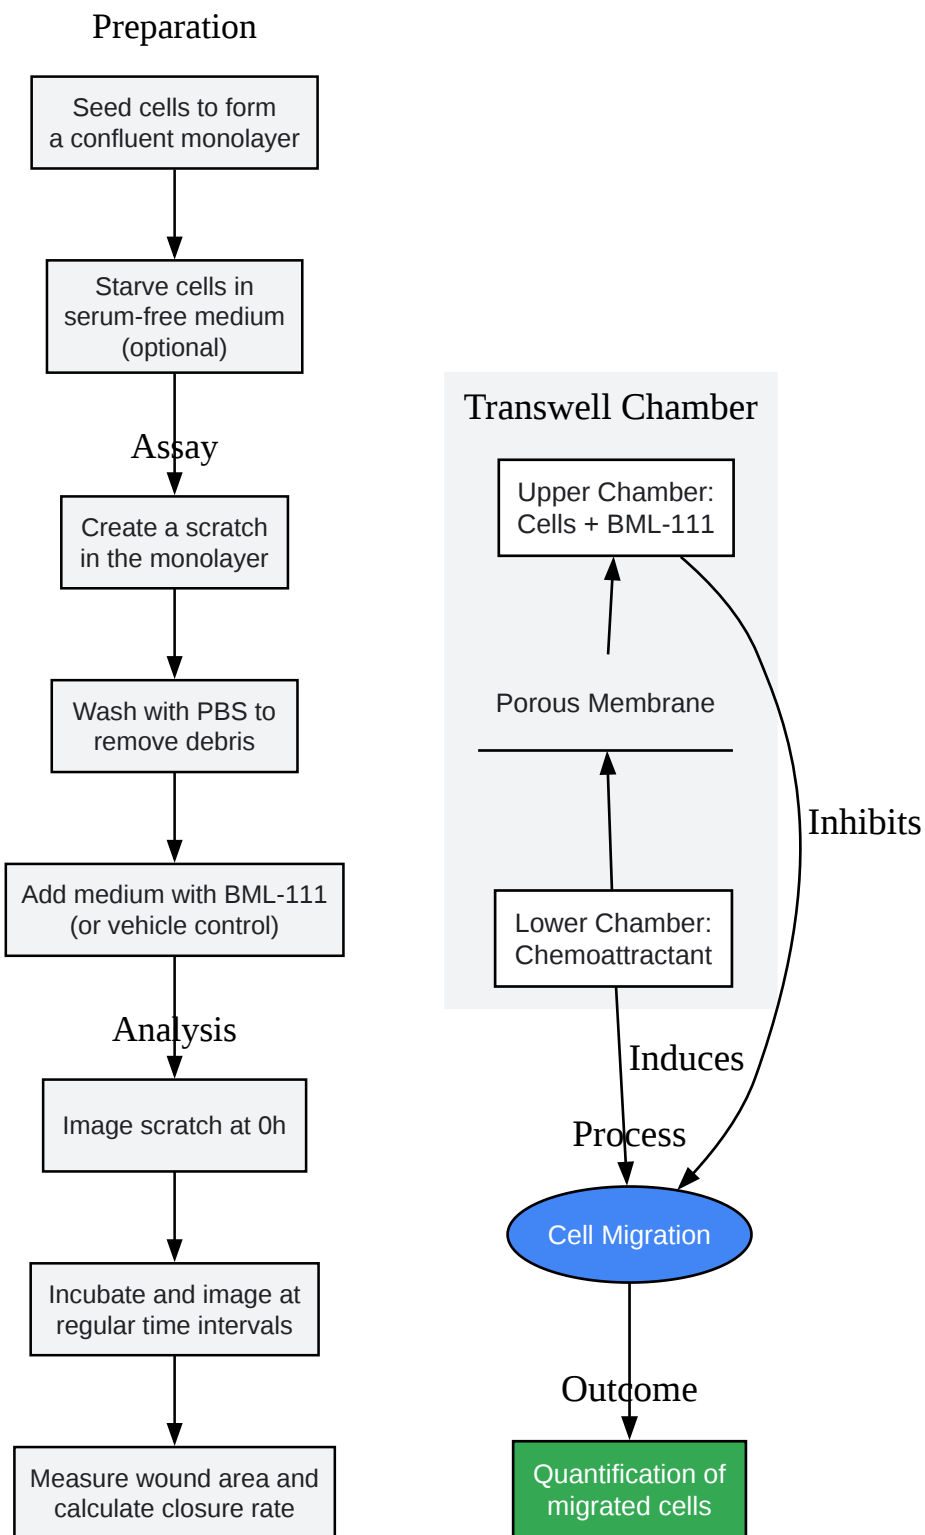 Preparation
Seed cells to form
a confluent monolayer
Starve cells in
serum-free medium
(optional)
Assay
Create a scratch
in the monolayer
Wash with PBS to
remove debris
Add medium with BML-111
(or vehicle control)
Analysis
Image scratch at 0h
Incubate and image at
regular time intervals
Measure wound area and
calculate closure rate
Transwell Chamber
Upper Chamber:
Cells + BML-111
Porous Membrane
Inhibits
Lower Chamber:
Chemoattractant
Induces
Process
Cell Migration
Outcome
Quantification of
migrated cells